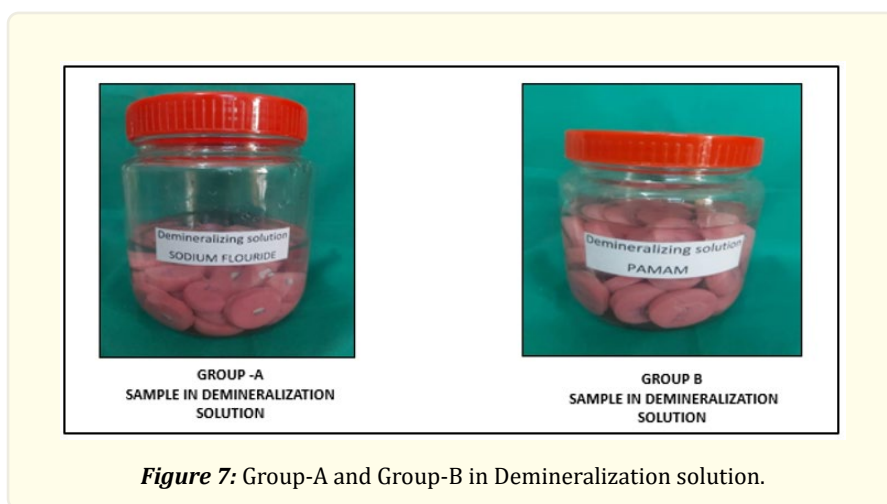 Demineralizing solution
SODIUM FLOURIDE
GROUP -A
SAMPLE IN DEMINERALIZATION
SOLUTION
Demineralizing solution
PAMAM
GROUP B
SAMPLE IN DEMINERALIZATION
SOLUTION
Figure 7: Group-A and Group-B in Demineralization solution.